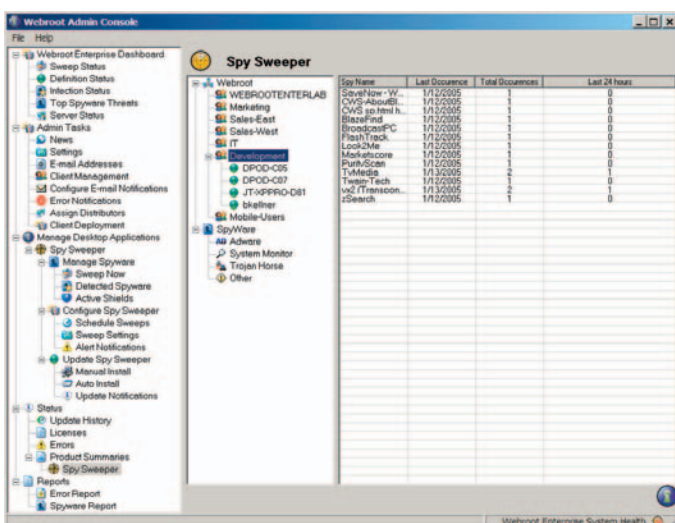 Webroot Admin Console
File Help
Webroot Enterprise Dashboard
Sweep Status
Definition Status
Infection Status
Top Spyware Threats
Server Status
Admin Tasks
News
Settings
E-mail Addresses
Client Management
Configure E-mail Notifications
Error Notifications
Assign Distributors
Client Deployment
Manage Desktop Applications
Spy Sweeper
Manage Spyware
Sweep Now
Detected Spyware
Active Shields
Configure Spy Sweeper
Schedule Sweeps
Sweep Settings
Alert Notifications
Update Spy Sweeper
Manual Install
Auto Install
Update Notifications
Status
Update History
Licenses
Errors
Product Summaries
Spy Sweeper
Reports
Error Report
Spyware Report
Spy Sweeper
Webroot
WEBROOTENTERLAB
Marketing
Sales-East
Sales-West
IT
Development
DPOD-C05
DPOD-C07
JT-XPPRO-D81
bkellner
Mobile-Users
SpyWare
AD Adware
System Monitor
Trojan Horse
Other
Spy Name Last Occurence Total Occurences Last 24 hours
SaveNow - W... 1/12/2005 1 0
CWS-AboutBl... 1/12/2005 1 0
CWS sp.html h... 1/12/2005 1 0
BlazeFind 1/12/2005 1 0
BroadcastPC 1/12/2005 1 0
FlashTrack 1/12/2005 1 0
Look2Me 1/12/2005 1 0
Marketscore 1/12/2005 1 0
PurityScan 1/12/2005 1 0
TvMedia 1/13/2005 2 1
Twain-Tech 1/12/2005 1 0
vx2 (Transpon... 1/13/2005 2 1
zSearch 1/12/2005 1 0
Webroot Enterprise System Health